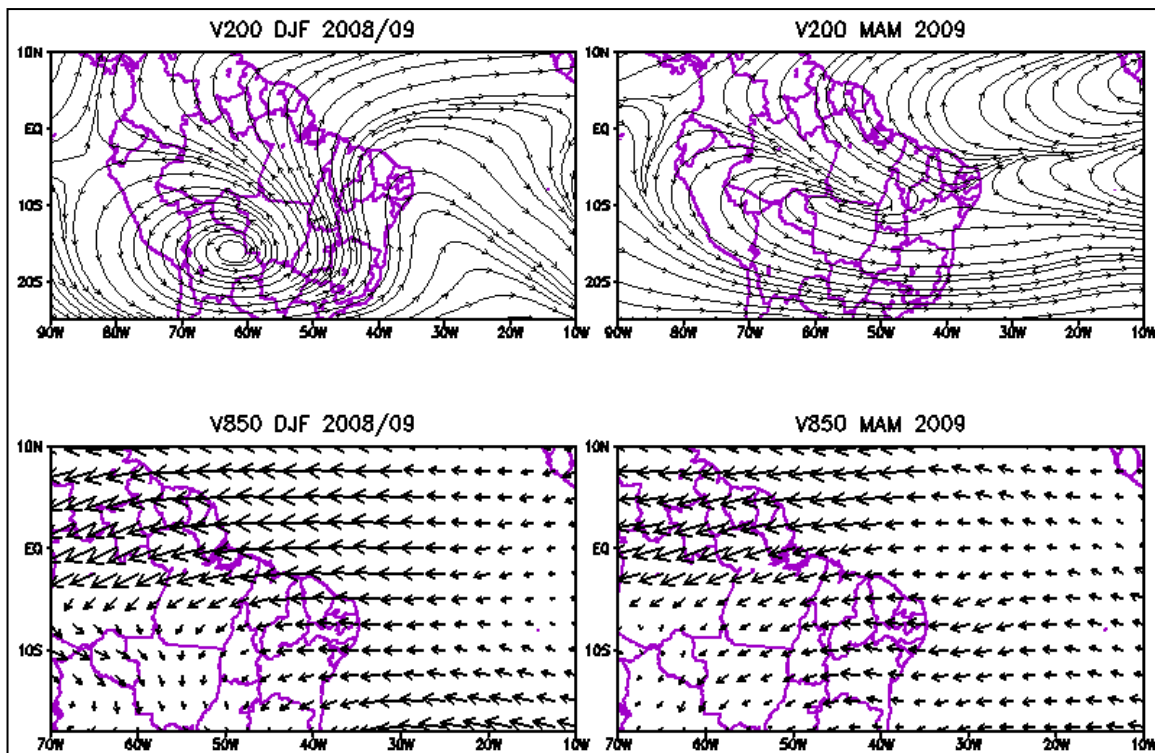 V200 DJF 2008/09
10N
EQ
10S
20S
90W 80W 70W 60W 50W 40W 30W 20W 10W
V200 MAM 2009
10N
EQ
10S
20S
90W 80W 70W 60W 50W 40W 30W 20W 10W
V850 DJF 2008/09
10N
EQ
10S
70W 60W 50W 40W 30W 20W 10W
V850 MAM 2009
10N
EQ
10S
70W 60W 50W 40W 30W 20W 10W